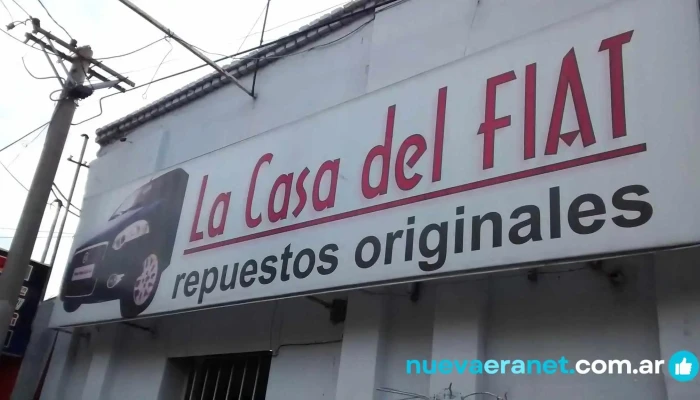 La Casa del FIAT
repuestos originales
nuevaeranet.com.ar